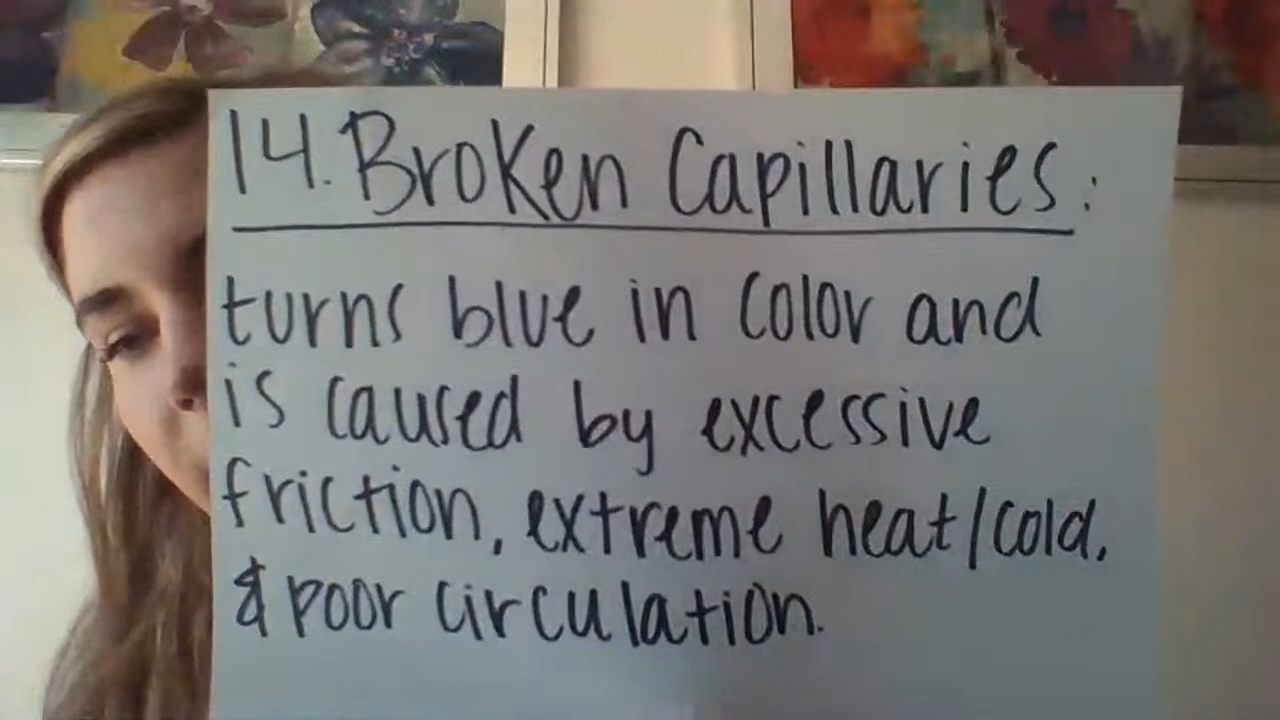 14. Broken Capillaries:
turns blue in color and
is caused by excessive
friction, extreme heat/cold,
& poor circulation.